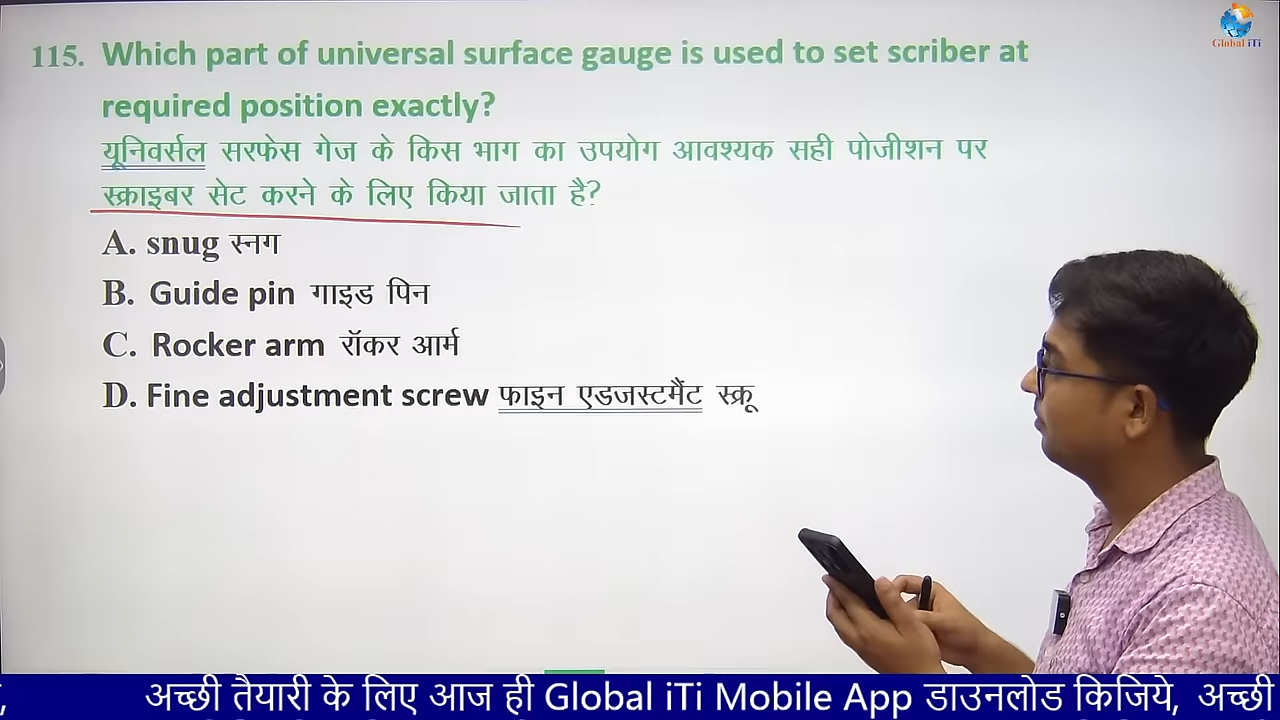 Global iTi
115. Which part of universal surface gauge is used to set scriber at
required position exactly?
यूनिवर्सल सरफेस गेज के किस भाग का उपयोग आवश्यक सही पोजीशन पर
स्क्राइबर सेट करने के लिए किया जाता है?
A. snug स्नग
B. Guide pin गाइड पिन
C. Rocker arm रॉकर आर्म
D. Fine adjustment screw फाइन एडजस्टमैंट स्क्रू
, अच्छी तैयारी के लिए आज ही Global iTi Mobile App डाउनलोड किजिये, अच्छी